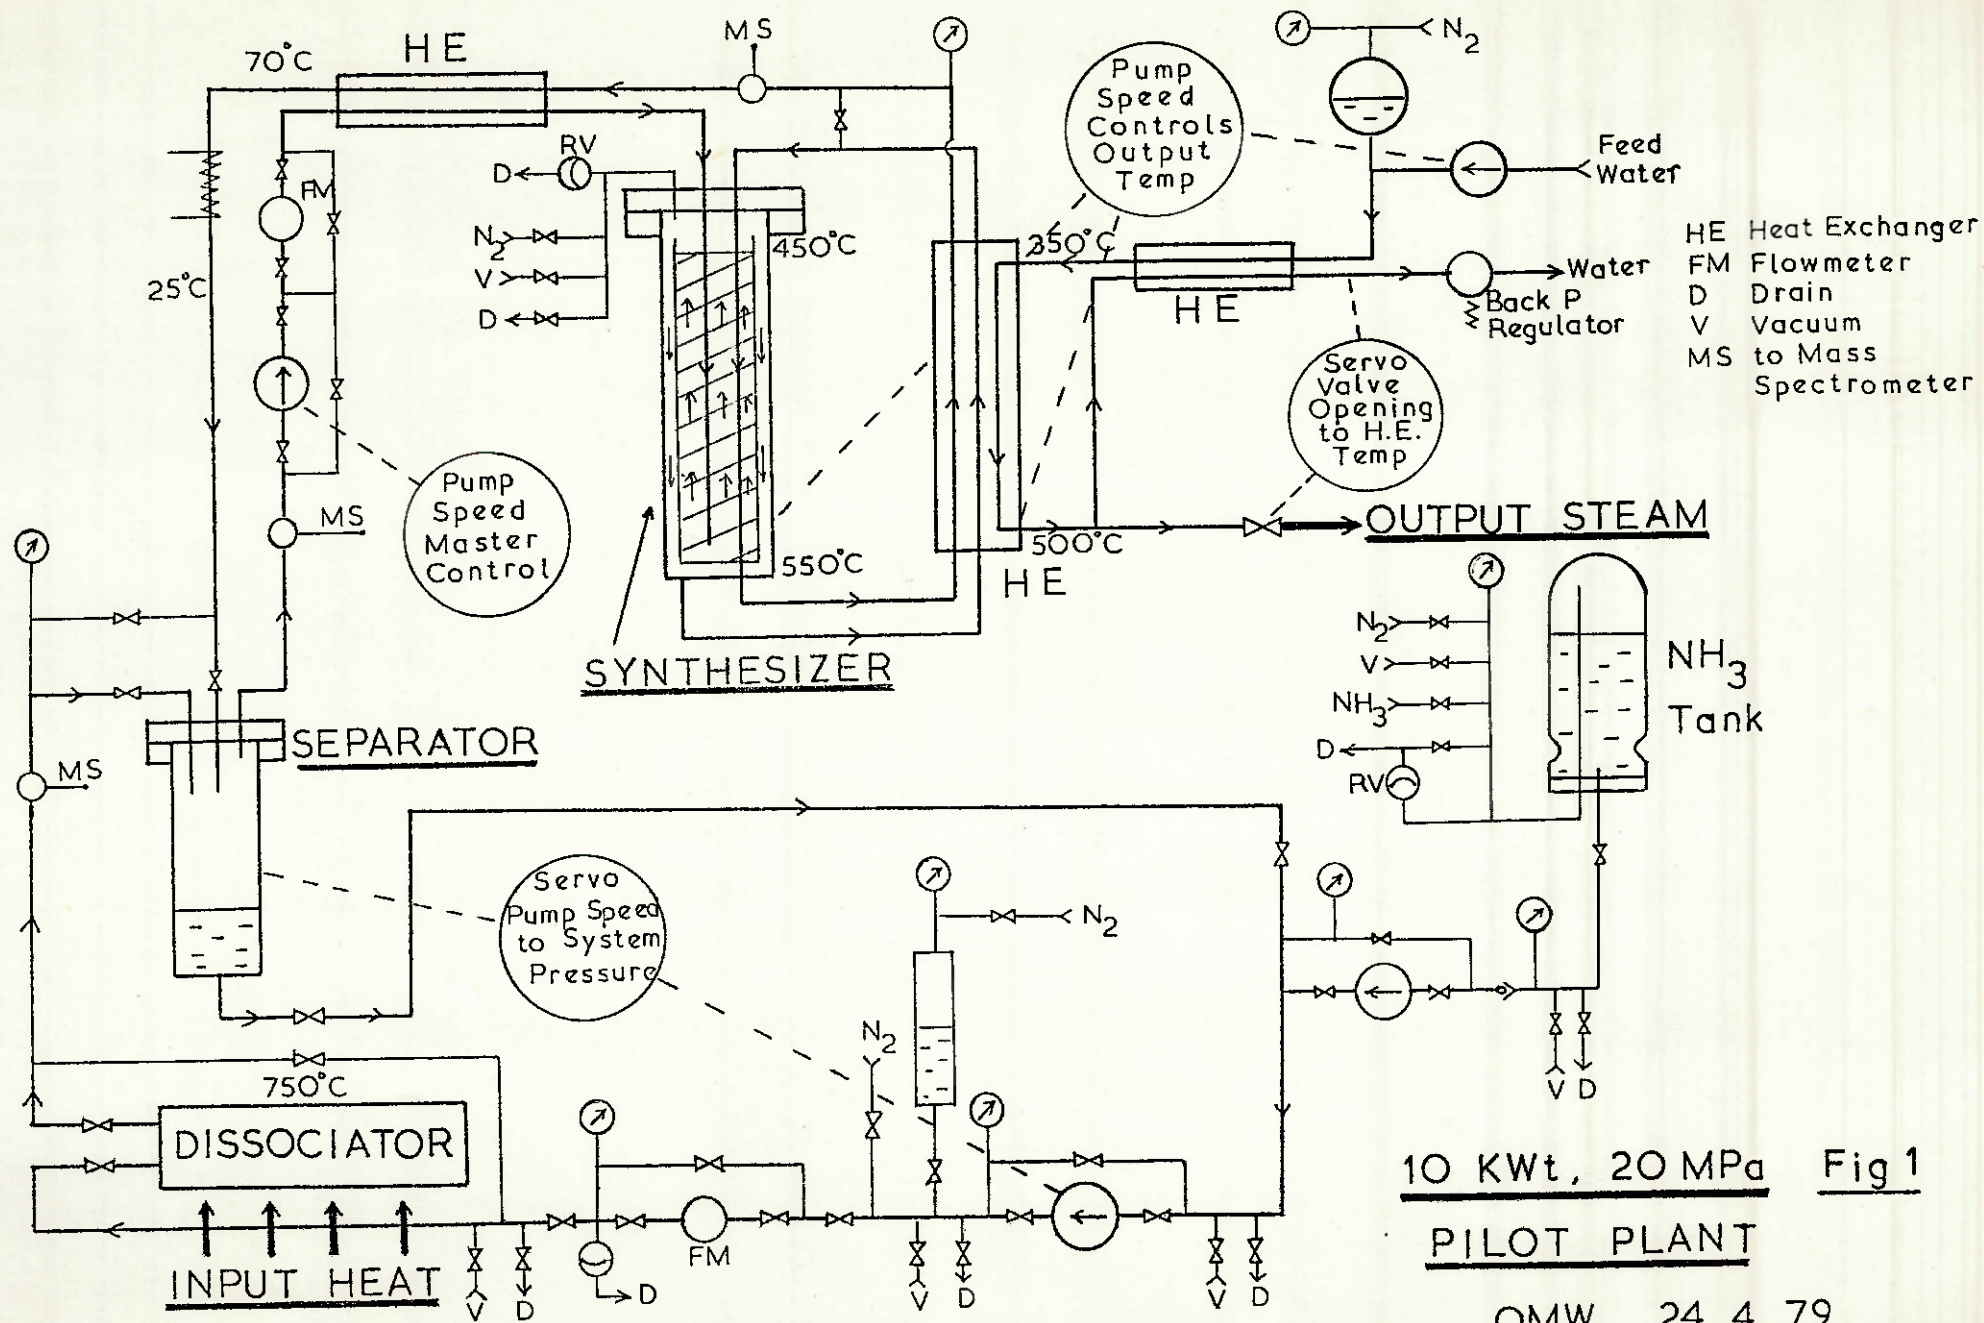 70°C
HE
MS
N2
Pump
Speed
Controls
Output
Temp
Feed
Water
D
RV
FM
N2
V
D
450°C
350°C
HE
Water
Back P
Regulator
HE Heat Exchanger
FM Flowmeter
D Drain
V Vacuum
MS to Mass
Spectrometer
25°C
Servo
Valve
Opening
to H.E.
Temp
Pump
Speed
Master
Control
MS
OUTPUT STEAM
500°C
HE
550°C
SYNTHESIZER
N2
V
NH3
D
RV
NH3
Tank
SEPARATOR
MS
Servo
Pump Speed
to System
Pressure
N2
N2
V
D
750°C
DISSOCIATOR
INPUT HEAT
V
D
D
FM
V
D
V
D
10 KWt, 20 MPa Fig 1
PILOT PLANT
OMW 24 4 79